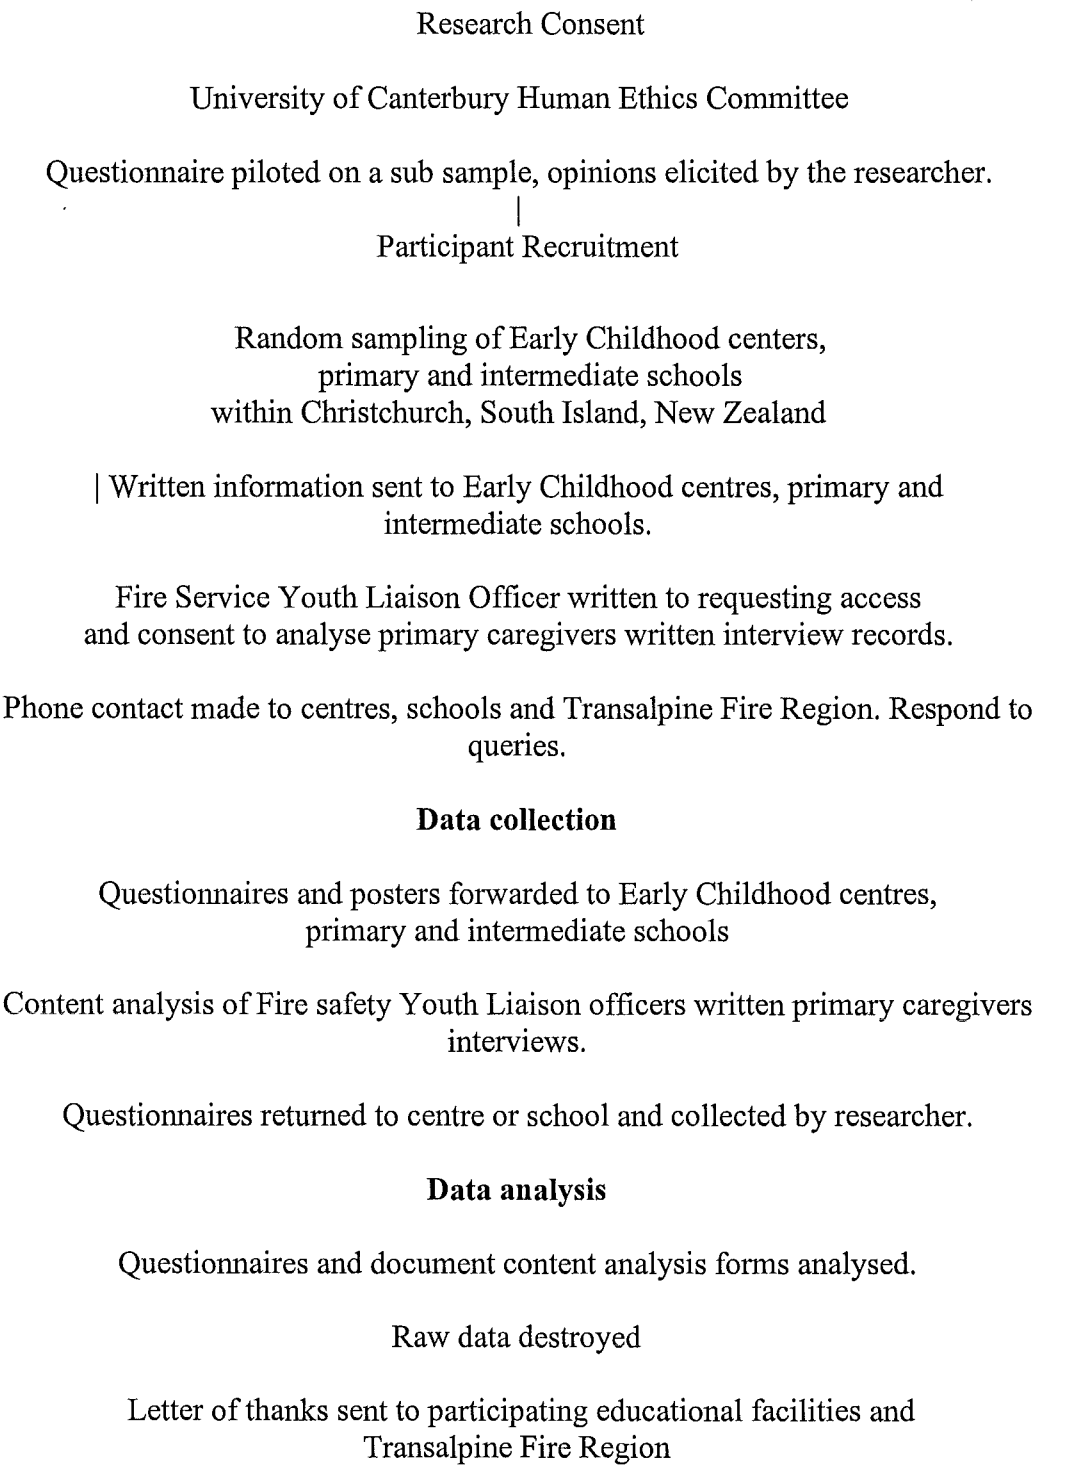 Research Consent
University of Canterbury Human Ethics Committee
Questionnaire piloted on a sub sample, opinions elicited by the researcher.
|
Participant Recruitment
Random sampling of Early Childhood centers,
primary and intermediate schools
within Christchurch, South Island, New Zealand
| Written information sent to Early Childhood centres, primary and
intermediate schools.
Fire Service Youth Liaison Officer written to requesting access
and consent to analyse primary caregivers written interview records.
Phone contact made to centres, schools and Transalpine Fire Region. Respond to
queries.
Data collection
Questionnaires and posters forwarded to Early Childhood centres,
primary and intermediate schools
Content analysis of Fire safety Youth Liaison officers written primary caregivers
interviews.
Questionnaires returned to centre or school and collected by researcher.
Data analysis
Questionnaires and document content analysis forms analysed.
Raw data destroyed
Letter of thanks sent to participating educational facilities and
Transalpine Fire Region